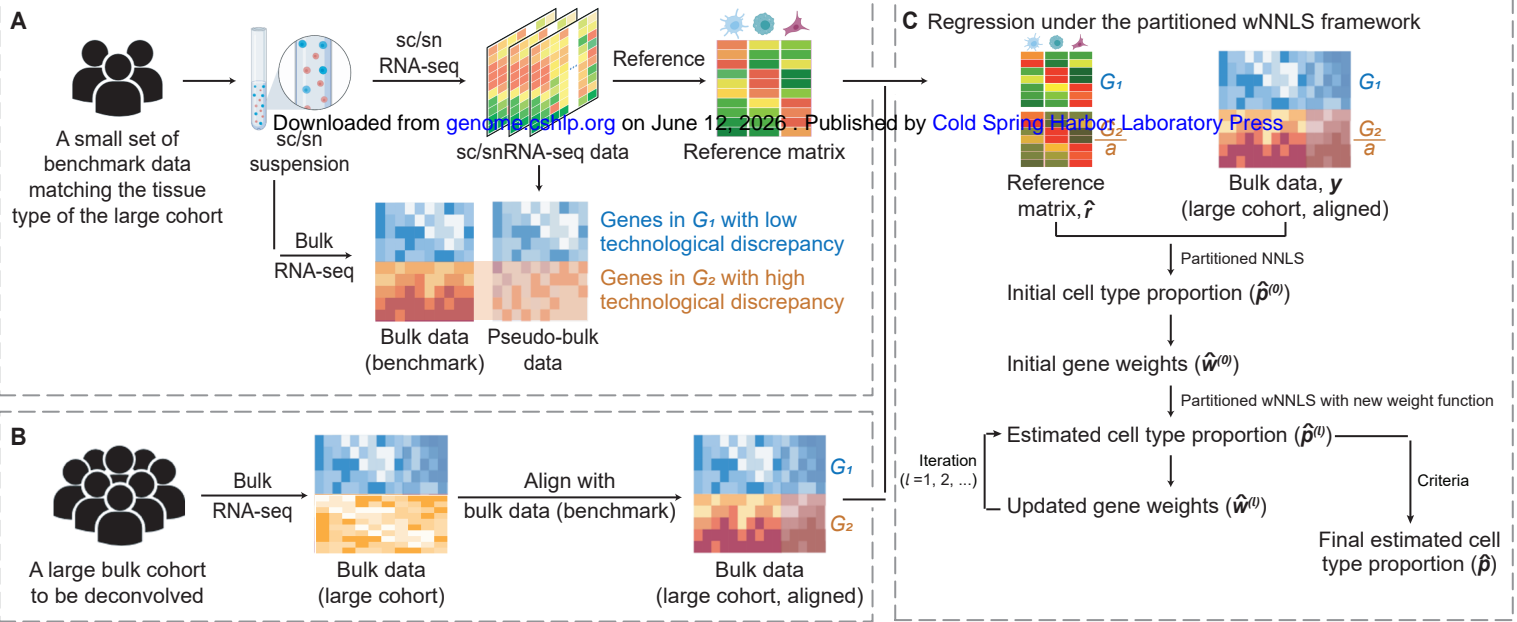 A
A small set of
benchmark data
matching the tissue
type of the large cohort
sc/sn
suspension
sc/sn
RNA-seq
sc/snRNA-seq data
Reference
Reference matrix
Downloaded from genome.cshlp.org on June 12, 2026 . Published by Cold Spring Harbor Laboratory Press
Bulk
RNA-seq
Genes in G₁ with low
technological discrepancy
Genes in G₂ with high
technological discrepancy
Bulk data
(benchmark)
Pseudo-bulk
data
B
A large bulk cohort
to be deconvolved
Bulk
RNA-seq
Bulk data
(large cohort)
Align with
bulk data (benchmark)
G₁
G₂
Bulk data
(large cohort, aligned)
C Regression under the partitioned wNNLS framework
G₁
G₂
a
Reference
matrix, r̂
G₁
G₂
a
Bulk data, y
(large cohort, aligned)
Partitioned NNLS
Initial cell type proportion (p̂⁽⁰⁾)
Initial gene weights (ŵ⁽⁰⁾)
Partitioned wNNLS with new weight function
Iteration
(l =1, 2, ...)
Estimated cell type proportion (p̂⁽ˡ⁾)
Updated gene weights (ŵ⁽ˡ⁾)
Criteria
Final estimated cell
type proportion (p̂)